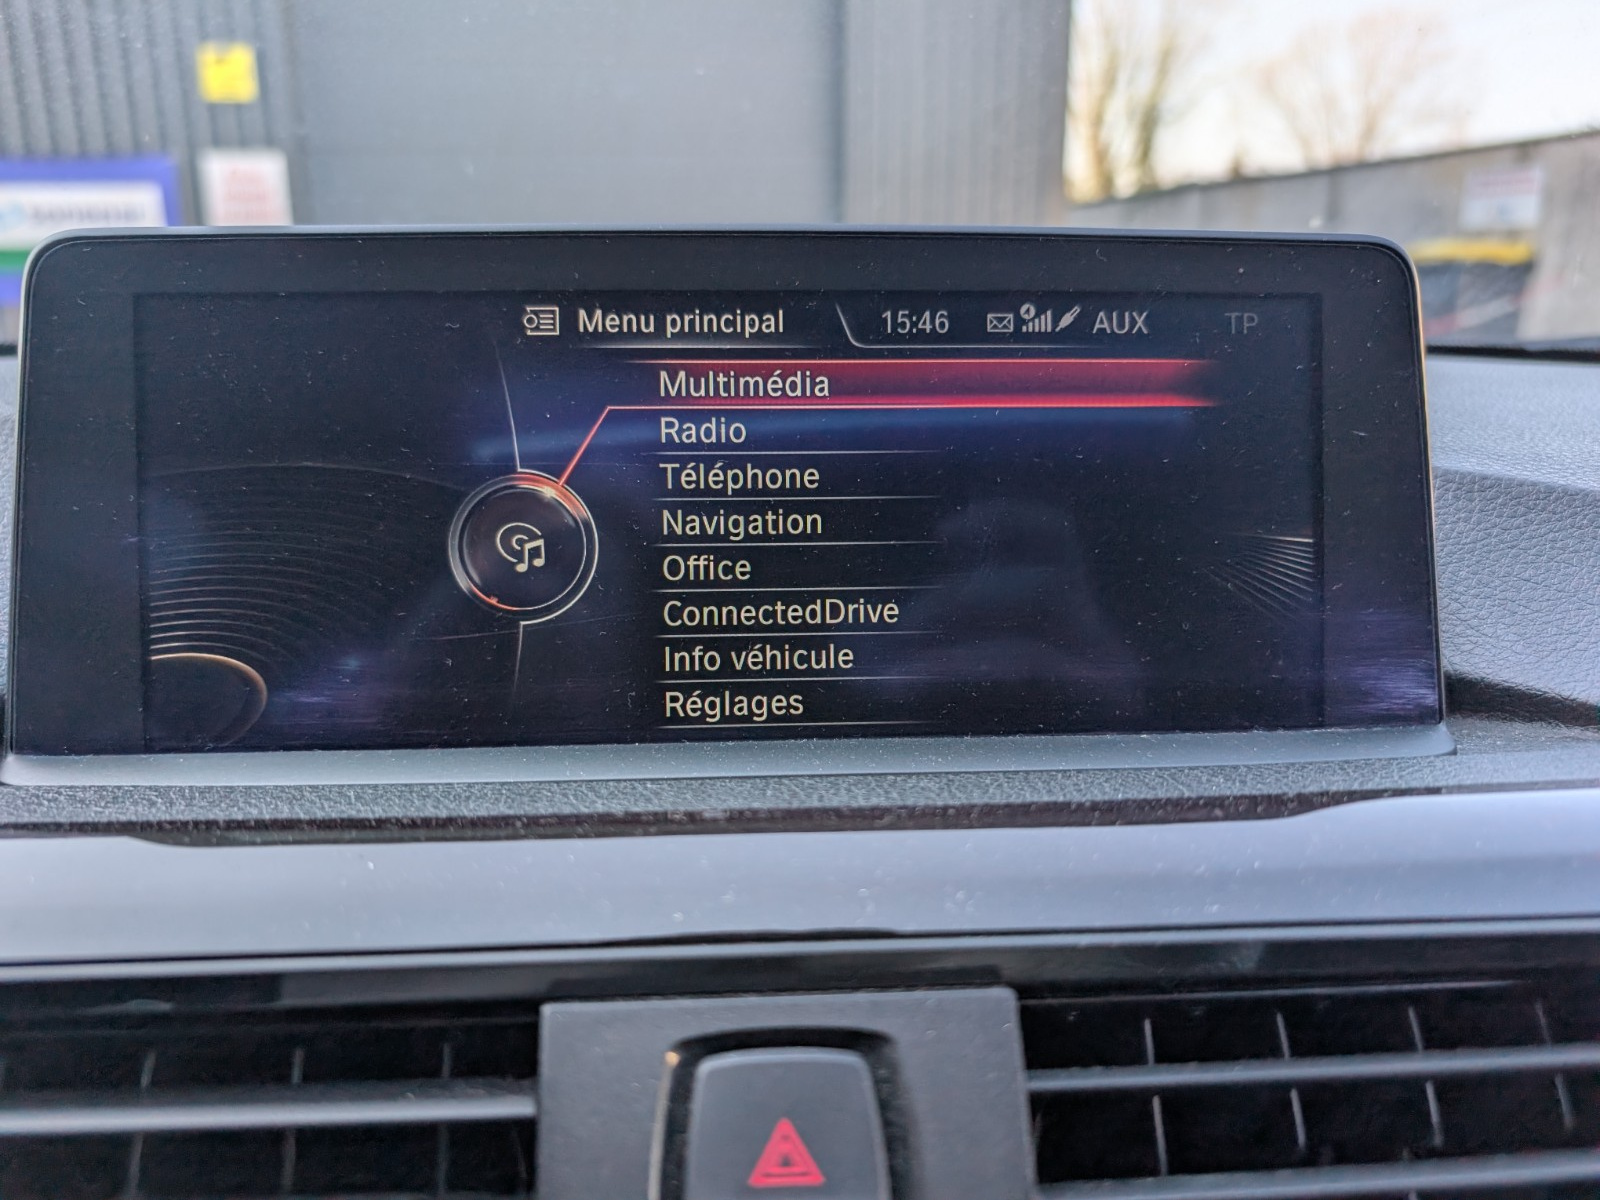 Menu principal 15:46 AUX TP
Multimédia
Radio
Téléphone
Navigation
Office
ConnectedDrive
Info véhicule
Réglages